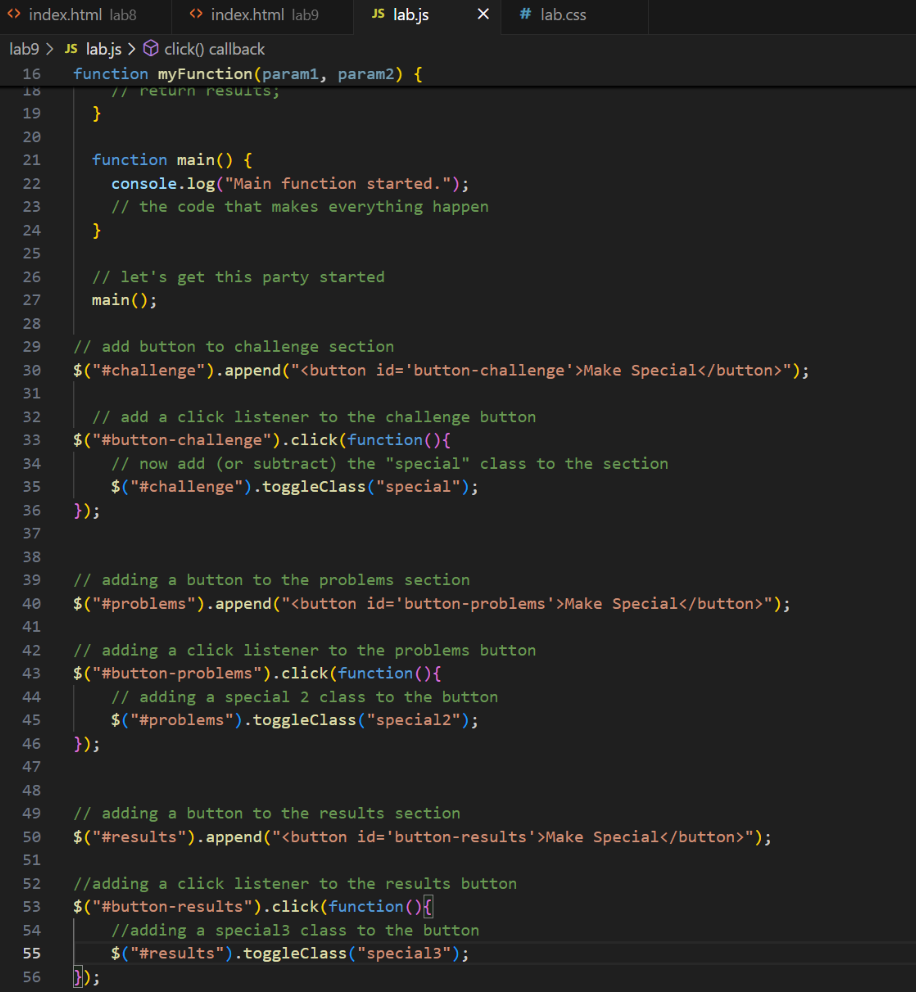 index.html lab8
index.html lab9
JS lab.js ×
# lab.css
lab9 > JS lab.js > click() callback
16 function myFunction(param1, param2) {
18 // return results;
19 }
20
21 function main() {
22 console.log("Main function started.");
23 // the code that makes everything happen
24 }
25
26 // let's get this party started
27 main();
28
29 // add button to challenge section
30 $("#challenge").append("<button id='button-challenge'>Make Special</button>");
31
32 // add a click listener to the challenge button
33 $("#button-challenge").click(function(){
34 // now add (or subtract) the "special" class to the section
35 $("#challenge").toggleClass("special");
36 });
37
38
39 // adding a button to the problems section
40 $("#problems").append("<button id='button-problems'>Make Special</button>");
41
42 // adding a click listener to the problems button
43 $("#button-problems").click(function(){
44 // adding a special 2 class to the button
45 $("#problems").toggleClass("special2");
46 });
47
48
49 // adding a button to the results section
50 $("#results").append("<button id='button-results'>Make Special</button>");
51
52 //adding a click listener to the results button
53 $("#button-results").click(function(){
54 //adding a special3 class to the button
55 $("#results").toggleClass("special3");
56 });